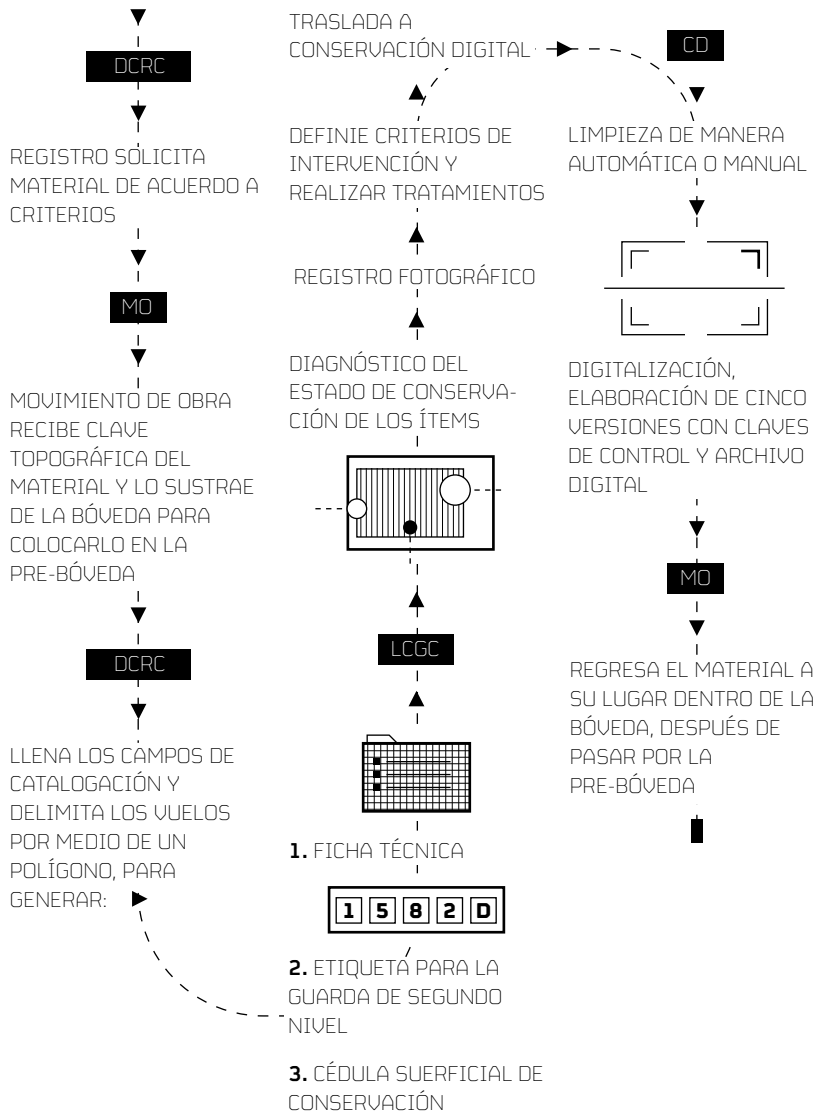 DCRC
REGISTRO SOLICITA
MATERIAL DE ACUERDO A
CRITERIOS
MO
MOVIMIENTO DE OBRA
RECIBE CLAVE
TOPOGRÁFICA DEL
MATERIAL Y LO SUSTRAE
DE LA BÓVEDA PARA
COLOCARLO EN LA
PRE-BÓVEDA
DCRC
LLENA LOS CAMPOS DE
CATALOGACIÓN Y
DELIMITA LOS VUELOS
POR MEDIO DE UN
POLÍGONO, PARA
GENERAR:
1. FICHA TÉCNICA
1 5 8 2 D
2. ETIQUETA PARA LA
GUARDA DE SEGUNDO
NIVEL
3. CÉDULA SUERFICIAL DE
CONSERVACIÓN
LCGC
DIAGNÓSTICO DEL
ESTADO DE CONSERVA-
CIÓN DE LOS ÍTEMS
REGISTRO FOTOGRÁFICO
DEFINIE CRITERIOS DE
INTERVENCIÓN Y
REALIZAR TRATAMIENTOS
TRASLADA A
CONSERVACIÓN DIGITAL
CD
LIMPIEZA DE MANERA
AUTOMÁTICA O MANUAL
DIGITALIZACIÓN,
ELABORACIÓN DE CINCO
VERSIONES CON CLAVES
DE CONTROL Y ARCHIVO
DIGITAL
MO
REGRESA EL MATERIAL A
SU LUGAR DENTRO DE LA
BÓVEDA, DESPUÉS DE
PASAR POR LA
PRE-BÓVEDA